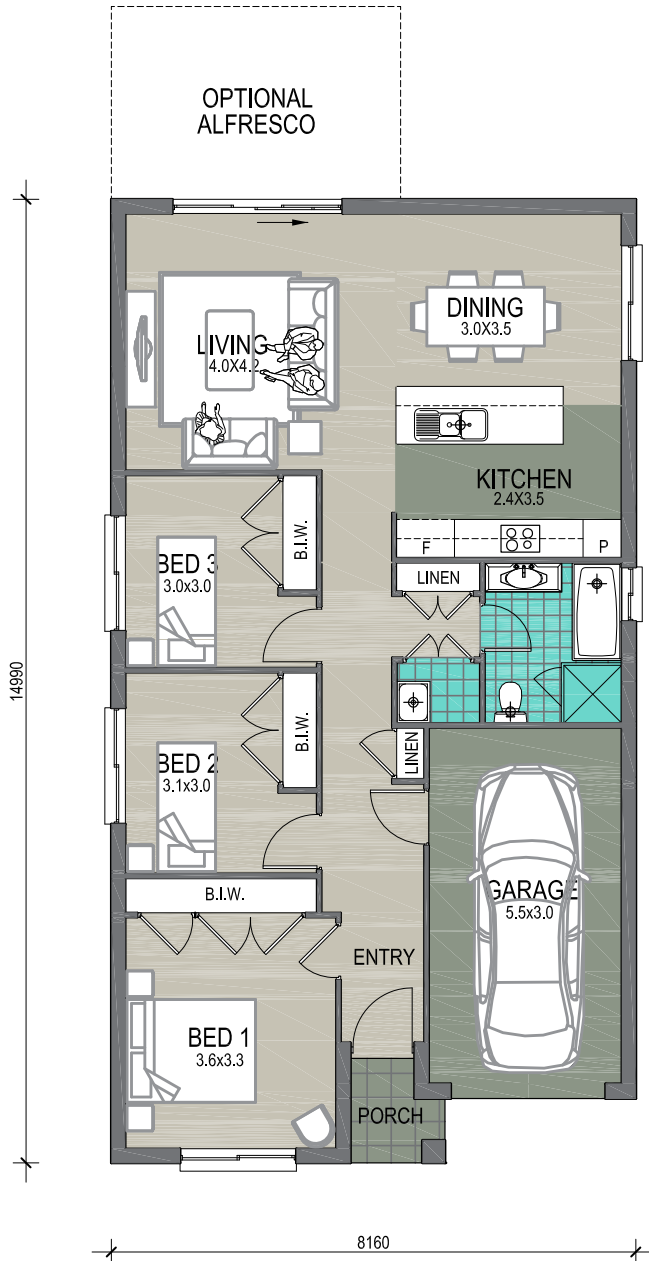 OPTIONAL
ALFRESCO
DINING
3.0X3.5
LIVING
4.0X4.2
KITCHEN
2.4X3.5
F
P
B.I.W.
LINEN
BED 3
3.0x3.0
14990
B.I.W.
LINEN
BED 2
3.1x3.0
B.I.W.
GARAGE
5.5x3.0
ENTRY
BED 1
3.6x3.3
PORCH
8160